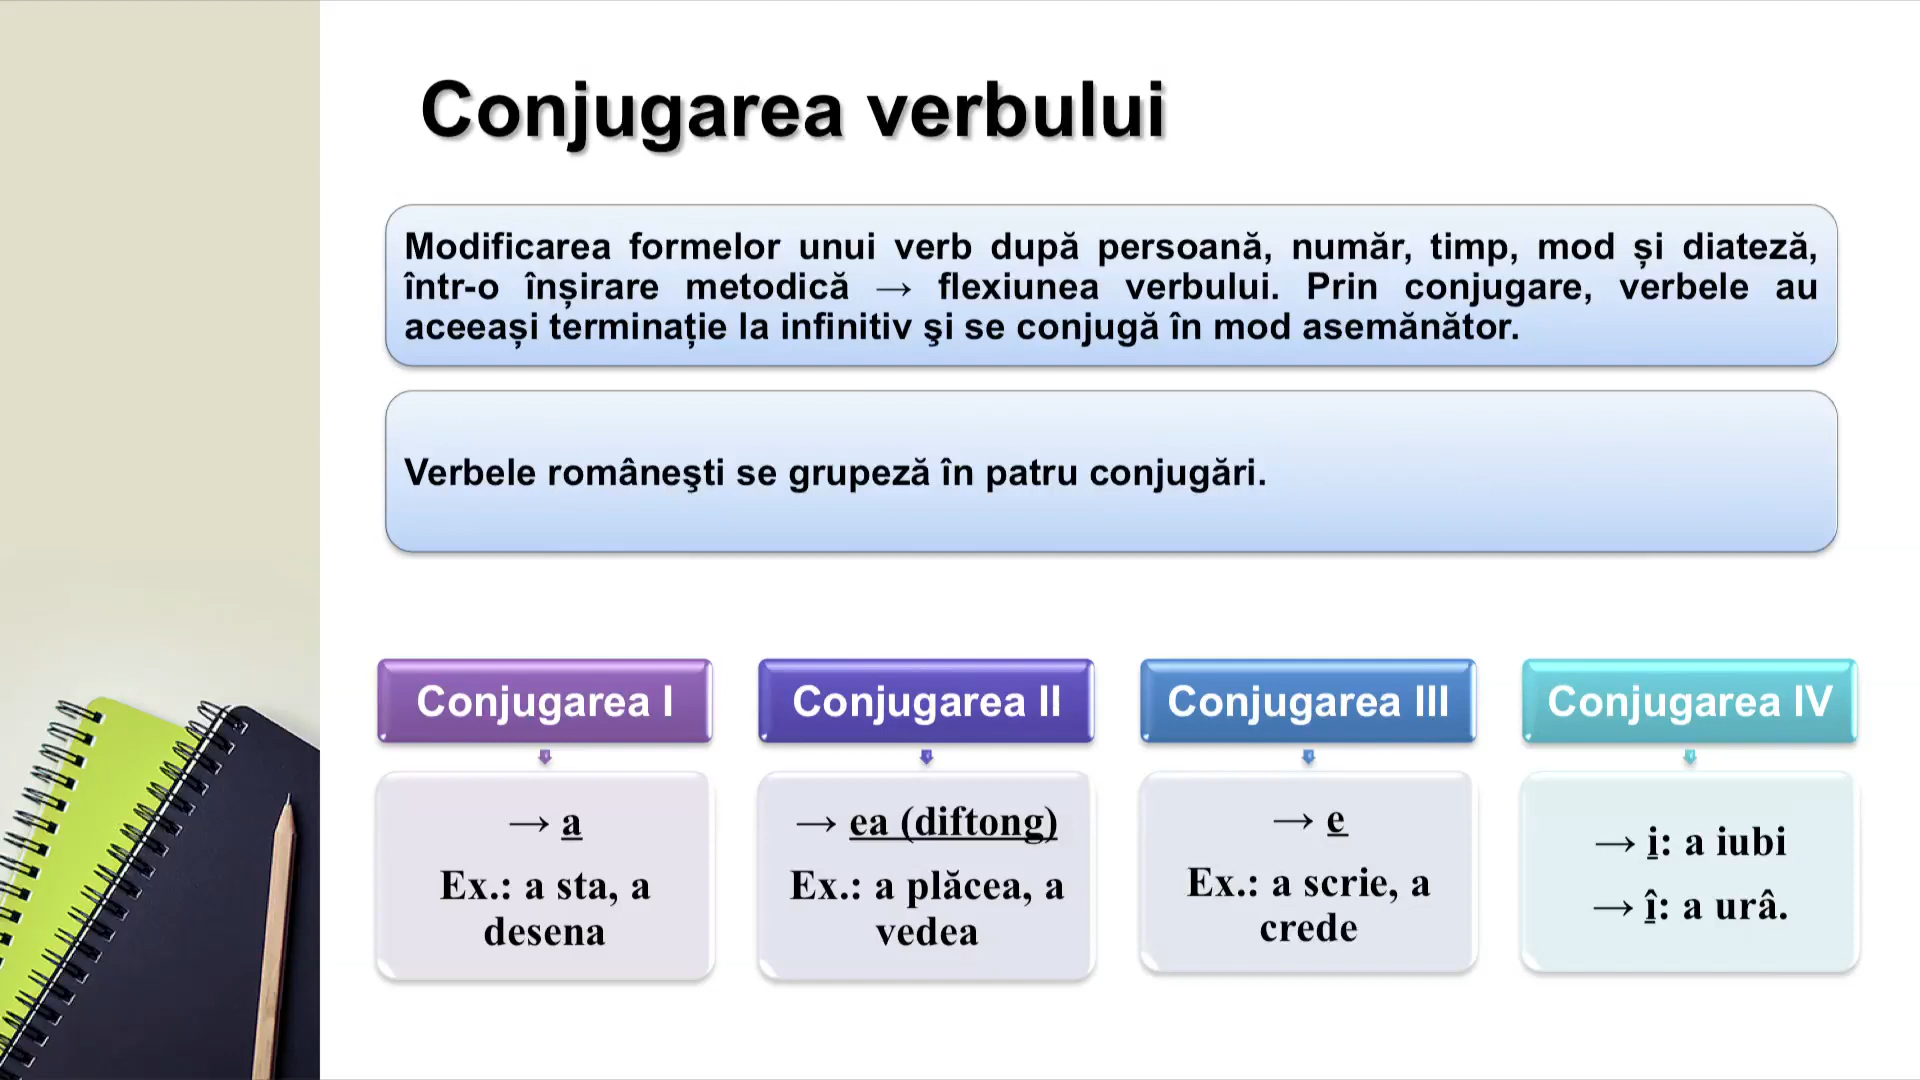 Conjugarea verbului
Modificarea formelor unui verb după persoană, număr, timp, mod și diateză,
într-o înșirare metodică → flexiunea verbului. Prin conjugare, verbele au
aceeași terminație la infinitiv şi se conjugă în mod asemănător.
Verbele româneşti se grupeză în patru conjugări.
Conjugarea I
→ a
Ex.: a sta, a
desena
Conjugarea II
→ ea (diftong)
Ex.: a plăcea, a
vedea
Conjugarea III
→ e
Ex.: a scrie, a
crede
Conjugarea IV
→ i: a iubi
→ î: a urâ.